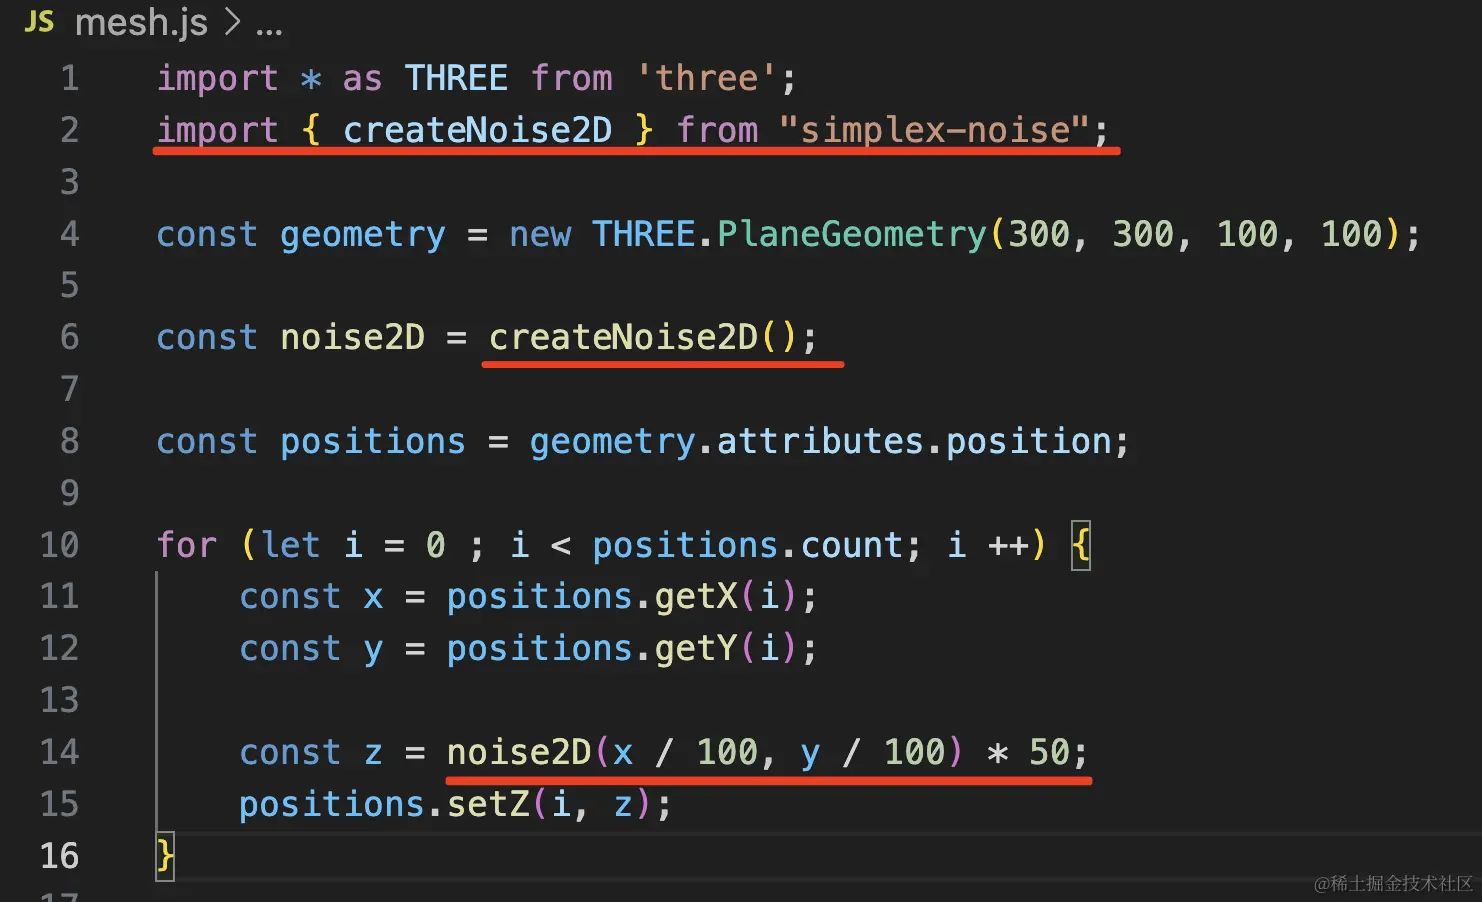 JS mesh.js > ...
1 import * as THREE from 'three';
2 import { createNoise2D } from "simplex-noise";
3
4 const geometry = new THREE.PlaneGeometry(300, 300, 100, 100);
5
6 const noise2D = createNoise2D();
7
8 const positions = geometry.attributes.position;
9
10 for (let i = 0 ; i < positions.count; i ++) {
11     const x = positions.getX(i);
12     const y = positions.getY(i);
13
14     const z = noise2D(x / 100, y / 100) * 50;
15     positions.setZ(i, z);
16 }
17
@稀土掘金技术社区